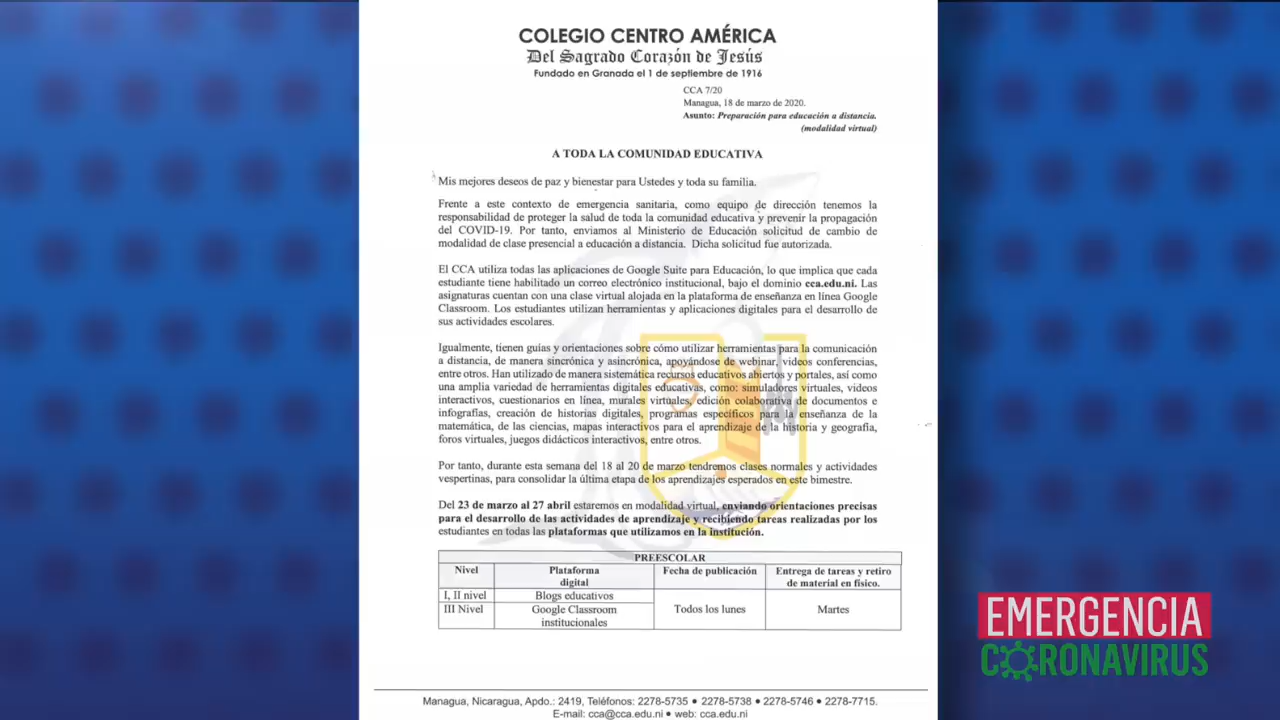 COLEGIO CENTRO AMÉRICA
Del Sagrado Corazón de Jesús
Fundado en Granada el 1 de septiembre de 1916
CCA 7/20
Managua, 18 de marzo de 2020.
Asunto: Preparación para educación a distancia.
(modalidad virtual)
A TODA LA COMUNIDAD EDUCATIVA
Mis mejores deseos de paz y bienestar para Ustedes y toda su familia.
Frente a este contexto de emergencia sanitaria, como equipo de dirección tenemos la
responsabilidad de proteger la salud de toda la comunidad educativa y prevenir la propagación
del COVID-19. Por tanto, enviamos al Ministerio de Educación solicitud de cambio de
modalidad de clase presencial a educación a distancia. Dicha solicitud fue autorizada.
El CCA utiliza todas las aplicaciones de Google Suite para Educación, lo que implica que cada
estudiante tiene habilitado un correo electrónico institucional, bajo el dominio cca.edu.ni. Las
asignaturas cuentan con una clase virtual alojada en la plataforma de enseñanza en línea Google
Classroom. Los estudiantes utilizan herramientas y aplicaciones digitales para el desarrollo de
sus actividades escolares.
Igualmente, tienen guías y orientaciones sobre cómo utilizar herramientas para la comunicación
a distancia, de manera sincrónica y asincrónica, apoyándose de webinar, videos conferencias,
entre otros. Han utilizado de manera sistemática recursos educativos abiertos y portales, así como
una amplia variedad de herramientas digitales educativas, como: simuladores virtuales, videos
interactivos, cuestionarios en línea, murales virtuales, edición colaborativa de documentos e
infografías, creación de historias digitales, programas específicos para la enseñanza de la
matemática, de las ciencias, mapas interactivos para el aprendizaje de la historia y geografía,
foros virtuales, juegos didácticos interactivos, entre otros.
Por tanto, durante esta semana del 18 al 20 de marzo tendremos clases normales y actividades
vespertinas, para consolidar la última etapa de los aprendizajes esperados en este bimestre.
Del 23 de marzo al 27 abril estaremos en modalidad virtual, enviando orientaciones precisas
para el desarrollo de las actividades de aprendizaje y recibiendo tareas realizadas por los
estudiantes en todas las plataformas que utilizamos en la institución.
PREESCOLAR
Nivel Plataforma digital Fecha de publicación Entrega de tareas y retiro de material en físico.
I, II nivel Blogs educativos
III Nivel Google Classroom institucionales Todos los lunes Martes
EMERGENCIA
CORONAVIRUS
Managua, Nicaragua, Apdo.: 2419, Teléfonos: 2278-5735 • 2278-5738 • 2278-5746 • 2278-7715.
E-mail: cca@cca.edu.ni • web: cca.edu.ni